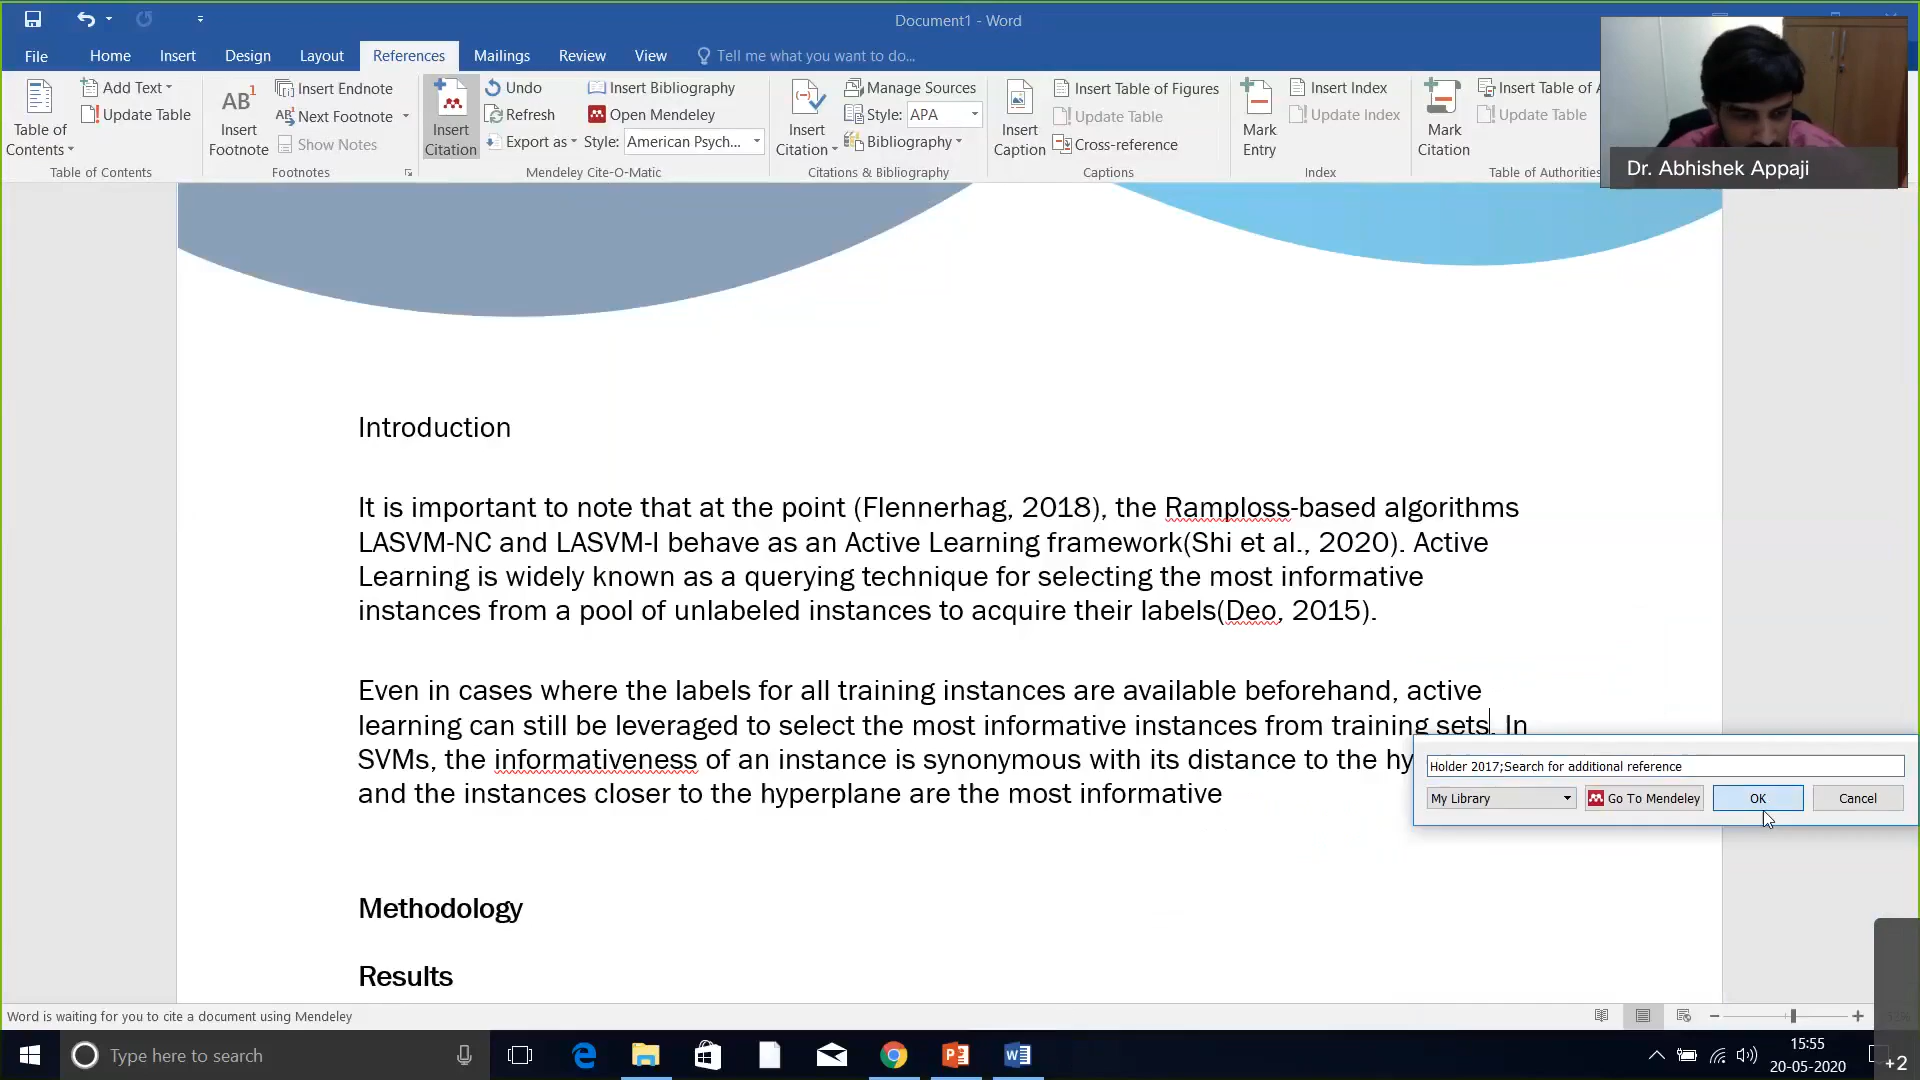 Document1 - Word
File Home Insert Design Layout References Mailings Review View Tell me what you want to do...
Table of Contents
Add Text
Update Table
Table of Contents
AB1 Insert Footnote
Insert Endnote
Next Footnote
Show Notes
Footnotes
Insert Citation
Undo
Refresh
Export as
Insert Bibliography
Open Mendeley
Style: American Psych...
Mendeley Cite-O-Matic
Insert Citation
Manage Sources
Style: APA
Bibliography
Citations & Bibliography
Insert Caption
Insert Table of Figures
Update Table
Cross-reference
Captions
Mark Entry
Insert Index
Update Index
Index
Mark Citation
Insert Table of A
Update Table
Table of Authorities
Dr. Abhishek Appaji
Introduction
It is important to note that at the point (Flennerhag, 2018), the Ramploss-based algorithms
LASVM-NC and LASVM-I behave as an Active Learning framework(Shi et al., 2020). Active
Learning is widely known as a querying technique for selecting the most informative
instances from a pool of unlabeled instances to acquire their labels(Deo, 2015).
Even in cases where the labels for all training instances are available beforehand, active
learning can still be leveraged to select the most informative instances from training sets. In
SVMs, the informativeness of an instance is synonymous with its distance to the hy
and the instances closer to the hyperplane are the most informative
Holder 2017;Search for additional reference
My Library Go To Mendeley OK Cancel
Methodology
Results
Word is waiting for you to cite a document using Mendeley
Type here to search
15:55
20-05-2020
+2